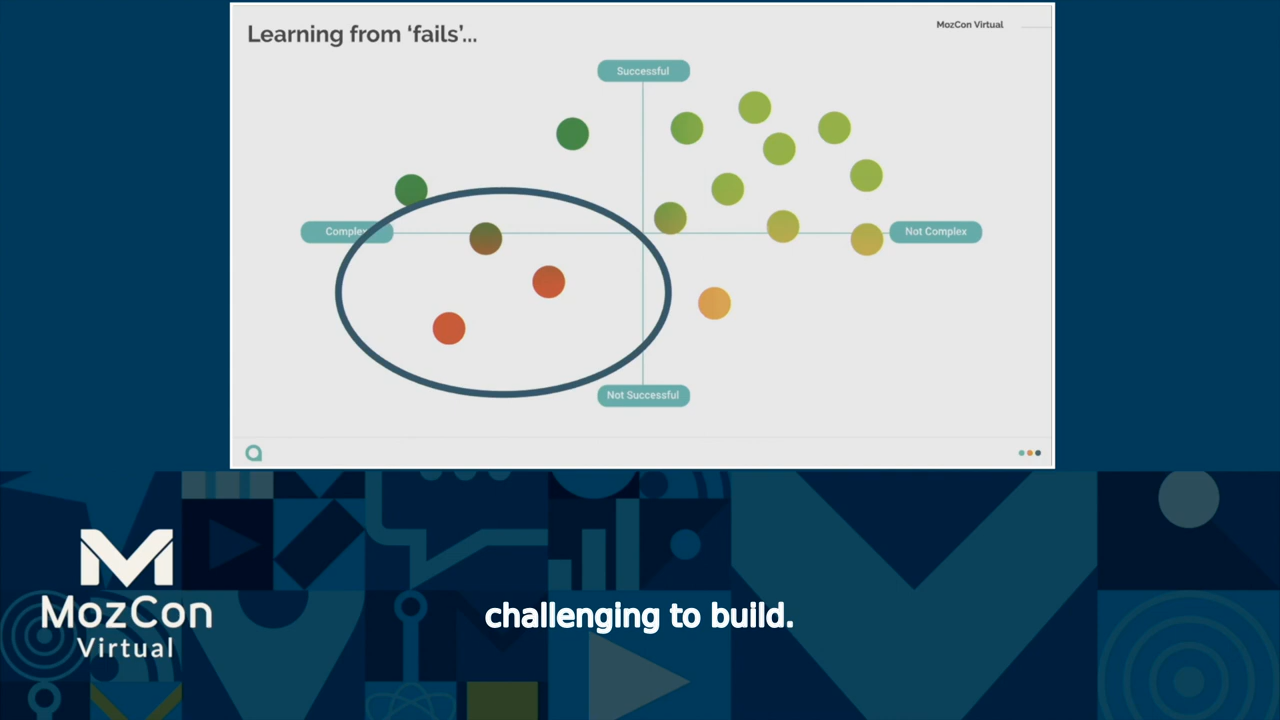 Learning from ‘fails’...
MozCon Virtual
Successful
Complex
Not Complex
Not Successful
MozCon
Virtual
challenging to build.